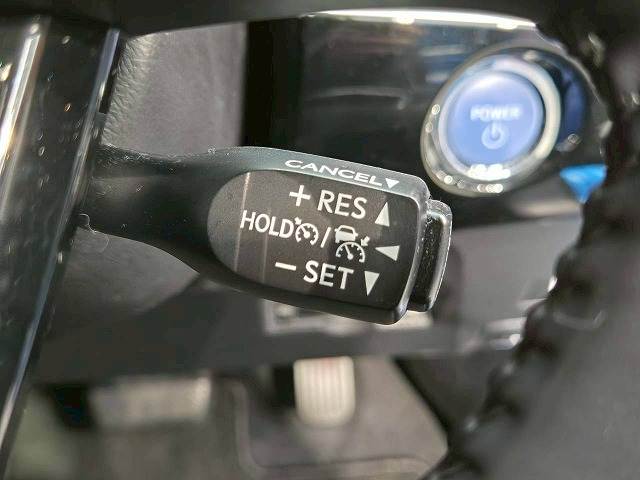 CANCEL▼
+ RES ▲
HOLD / ◀
− SET ▼
POWER